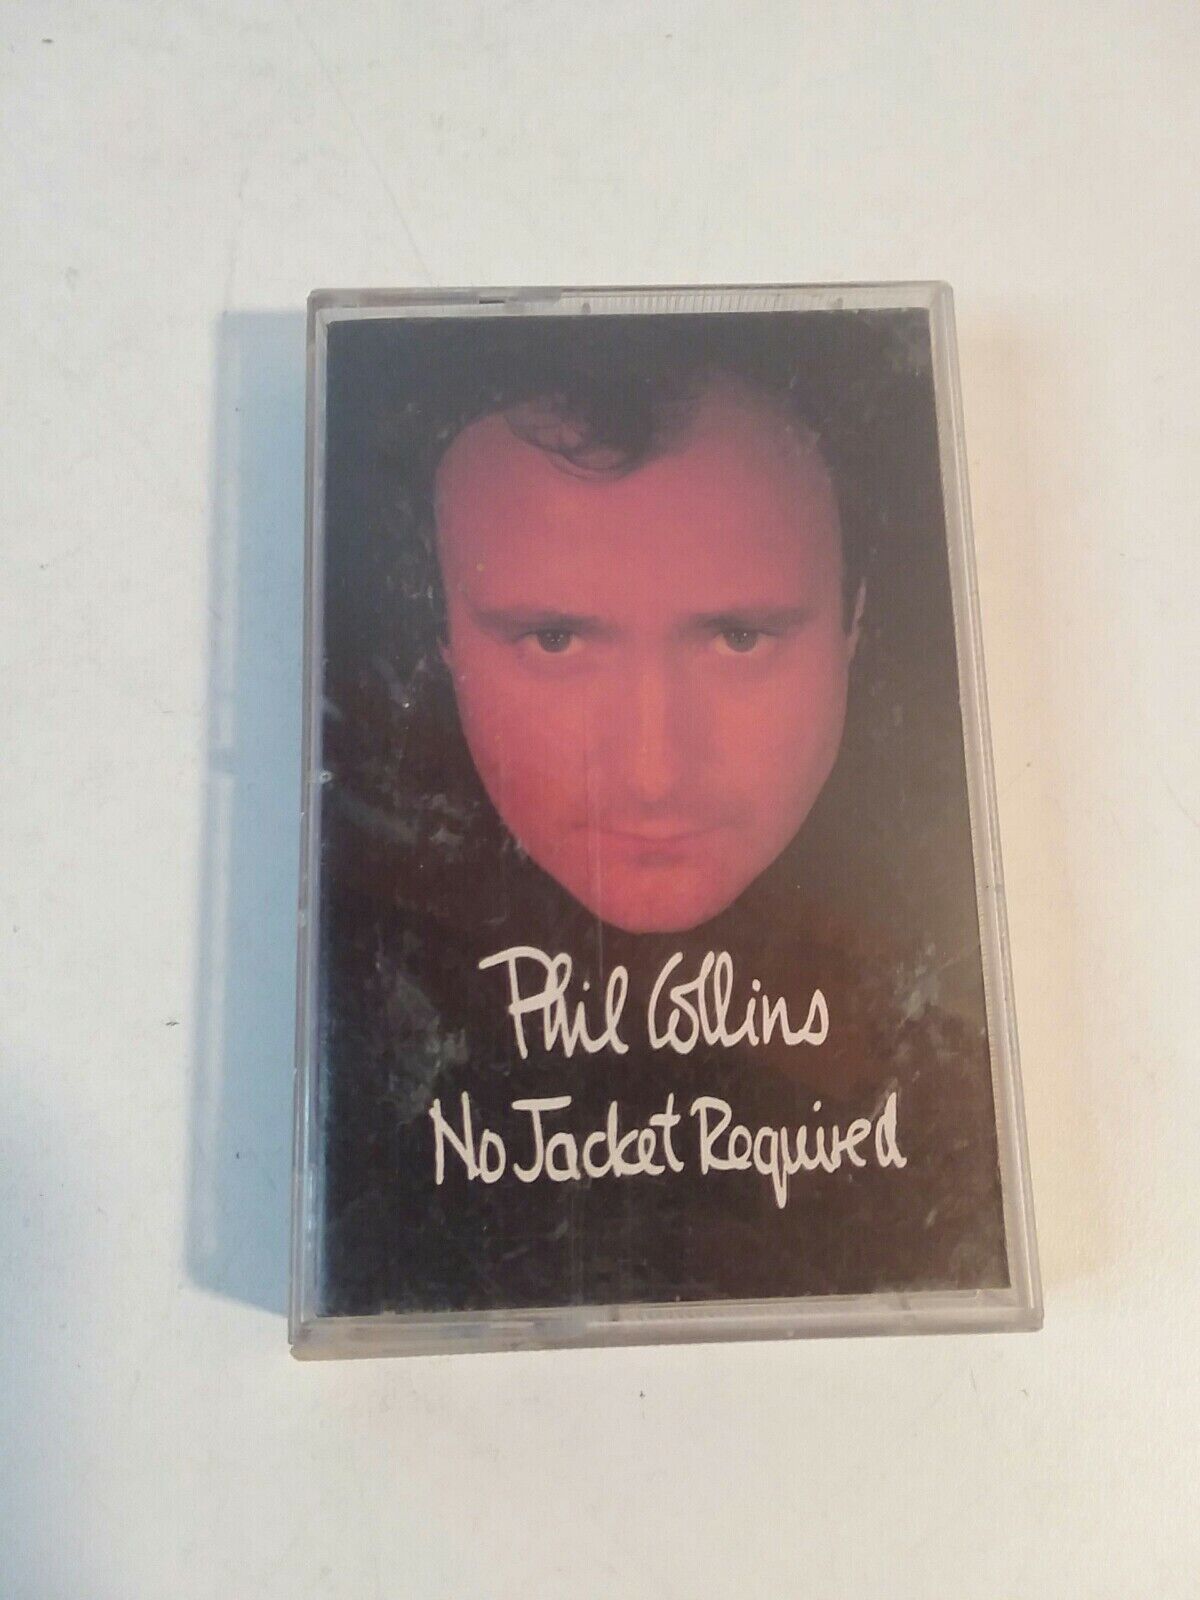 Phil Collins
No Jacket Required